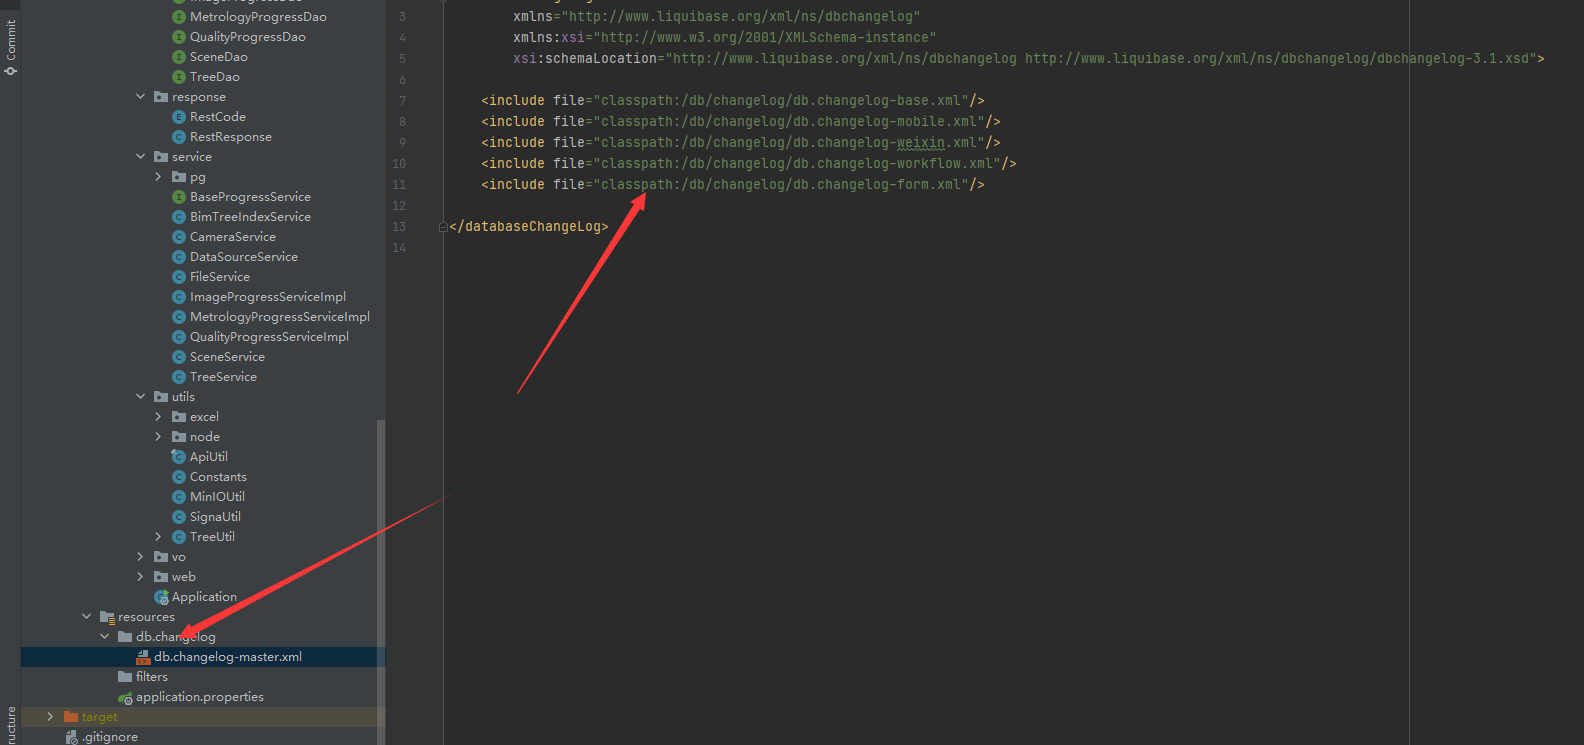 Commit
ructure
MetrologyProgressDao
QualityProgressDao
SceneDao
TreeDao
response
RestCode
RestResponse
service
pg
BaseProgressService
BimTreeIndexService
CameraService
DataSourceService
FileService
ImageProgressServiceImpl
MetrologyProgressServiceImpl
QualityProgressServiceImpl
SceneService
TreeService
utils
excel
node
ApiUtil
Constants
MinIOUtil
SignaUtil
TreeUtil
vo
web
Application
resources
db.changelog
db.changelog-master.xml
filters
application.properties
target
.gitignore
3 xmlns="http://www.liquibase.org/xml/ns/dbchangelog"
4 xmlns:xsi="http://www.w3.org/2001/XMLSchema-instance"
5 xsi:schemaLocation="http://www.liquibase.org/xml/ns/dbchangelog http://www.liquibase.org/xml/ns/dbchangelog/dbchangelog-3.1.xsd">
6
7 <include file="classpath:/db/changelog/db.changelog-base.xml"/>
8 <include file="classpath:/db/changelog/db.changelog-mobile.xml"/>
9 <include file="classpath:/db/changelog/db.changelog-weixin.xml"/>
10 <include file="classpath:/db/changelog/db.changelog-workflow.xml"/>
11 <include file="classpath:/db/changelog/db.changelog-form.xml"/>
12
13 </databaseChangeLog>
14